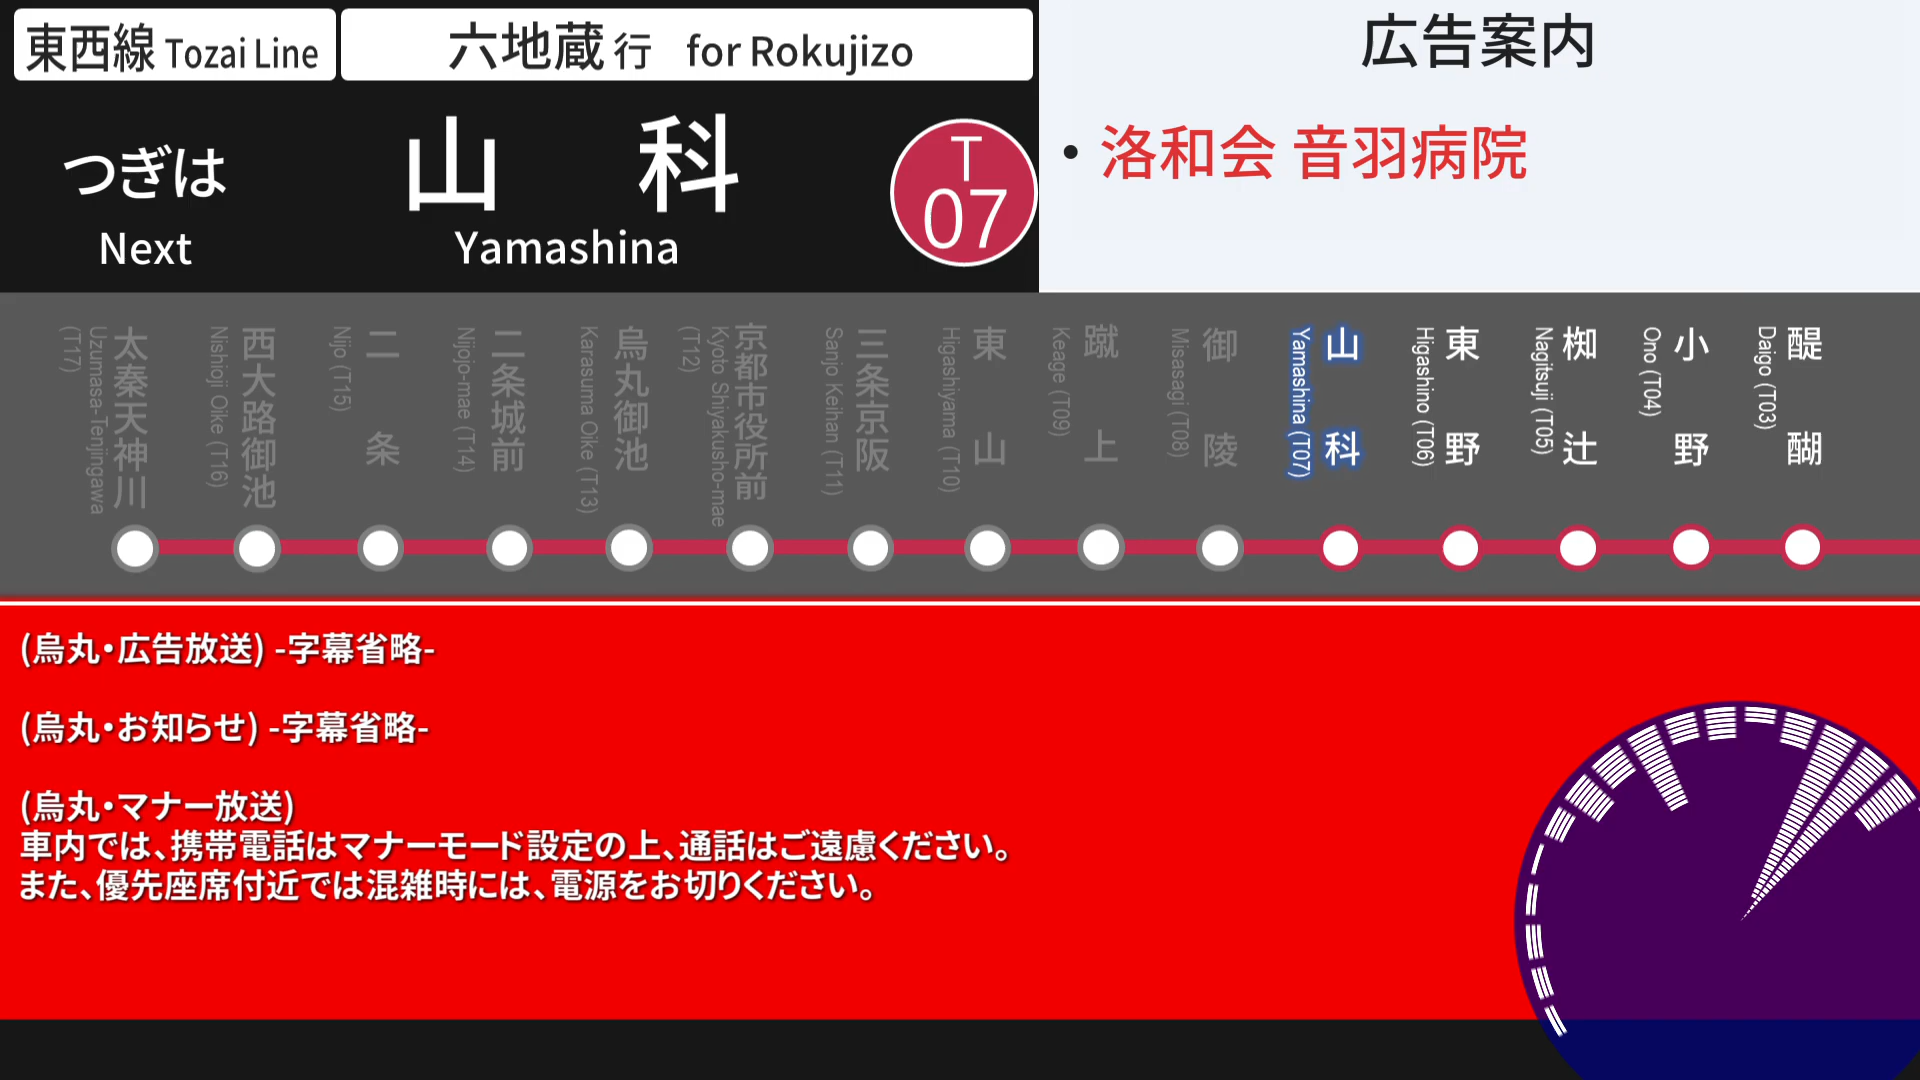 東西線 Tozai Line
六地蔵 行 for Rokujizo
つぎは
Next
山 科
Yamashina
T
07
広告案内
・洛和会 音羽病院
太秦天神川
Uzumasa-Tenjingawa
(T17)
西大路御池
Nishioji Oike (T16)
二 条
Nijo (T15)
二条城前
Nijojo-mae (T14)
烏丸御池
Karasuma Oike (T13)
京都市役所前
Kyoto Shiyakusho-mae
(T12)
三条京阪
Sanjo Keihan (T11)
東 山
Higashiyama (T10)
蹴 上
Keage (T09)
御 陵
Misasagi (T08)
山 科
Yamashina (T07)
東 野
Higashino (T06)
椥 辻
Nagitsuji (T05)
小 野
Ono (T04)
醍 醐
Daigo (T03)
(烏丸・広告放送) -字幕省略-
(烏丸・お知らせ) -字幕省略-
(烏丸・マナー放送)
車内では、携帯電話はマナーモード設定の上、通話はご遠慮ください。
また、優先座席付近では混雑時には、電源をお切りください。